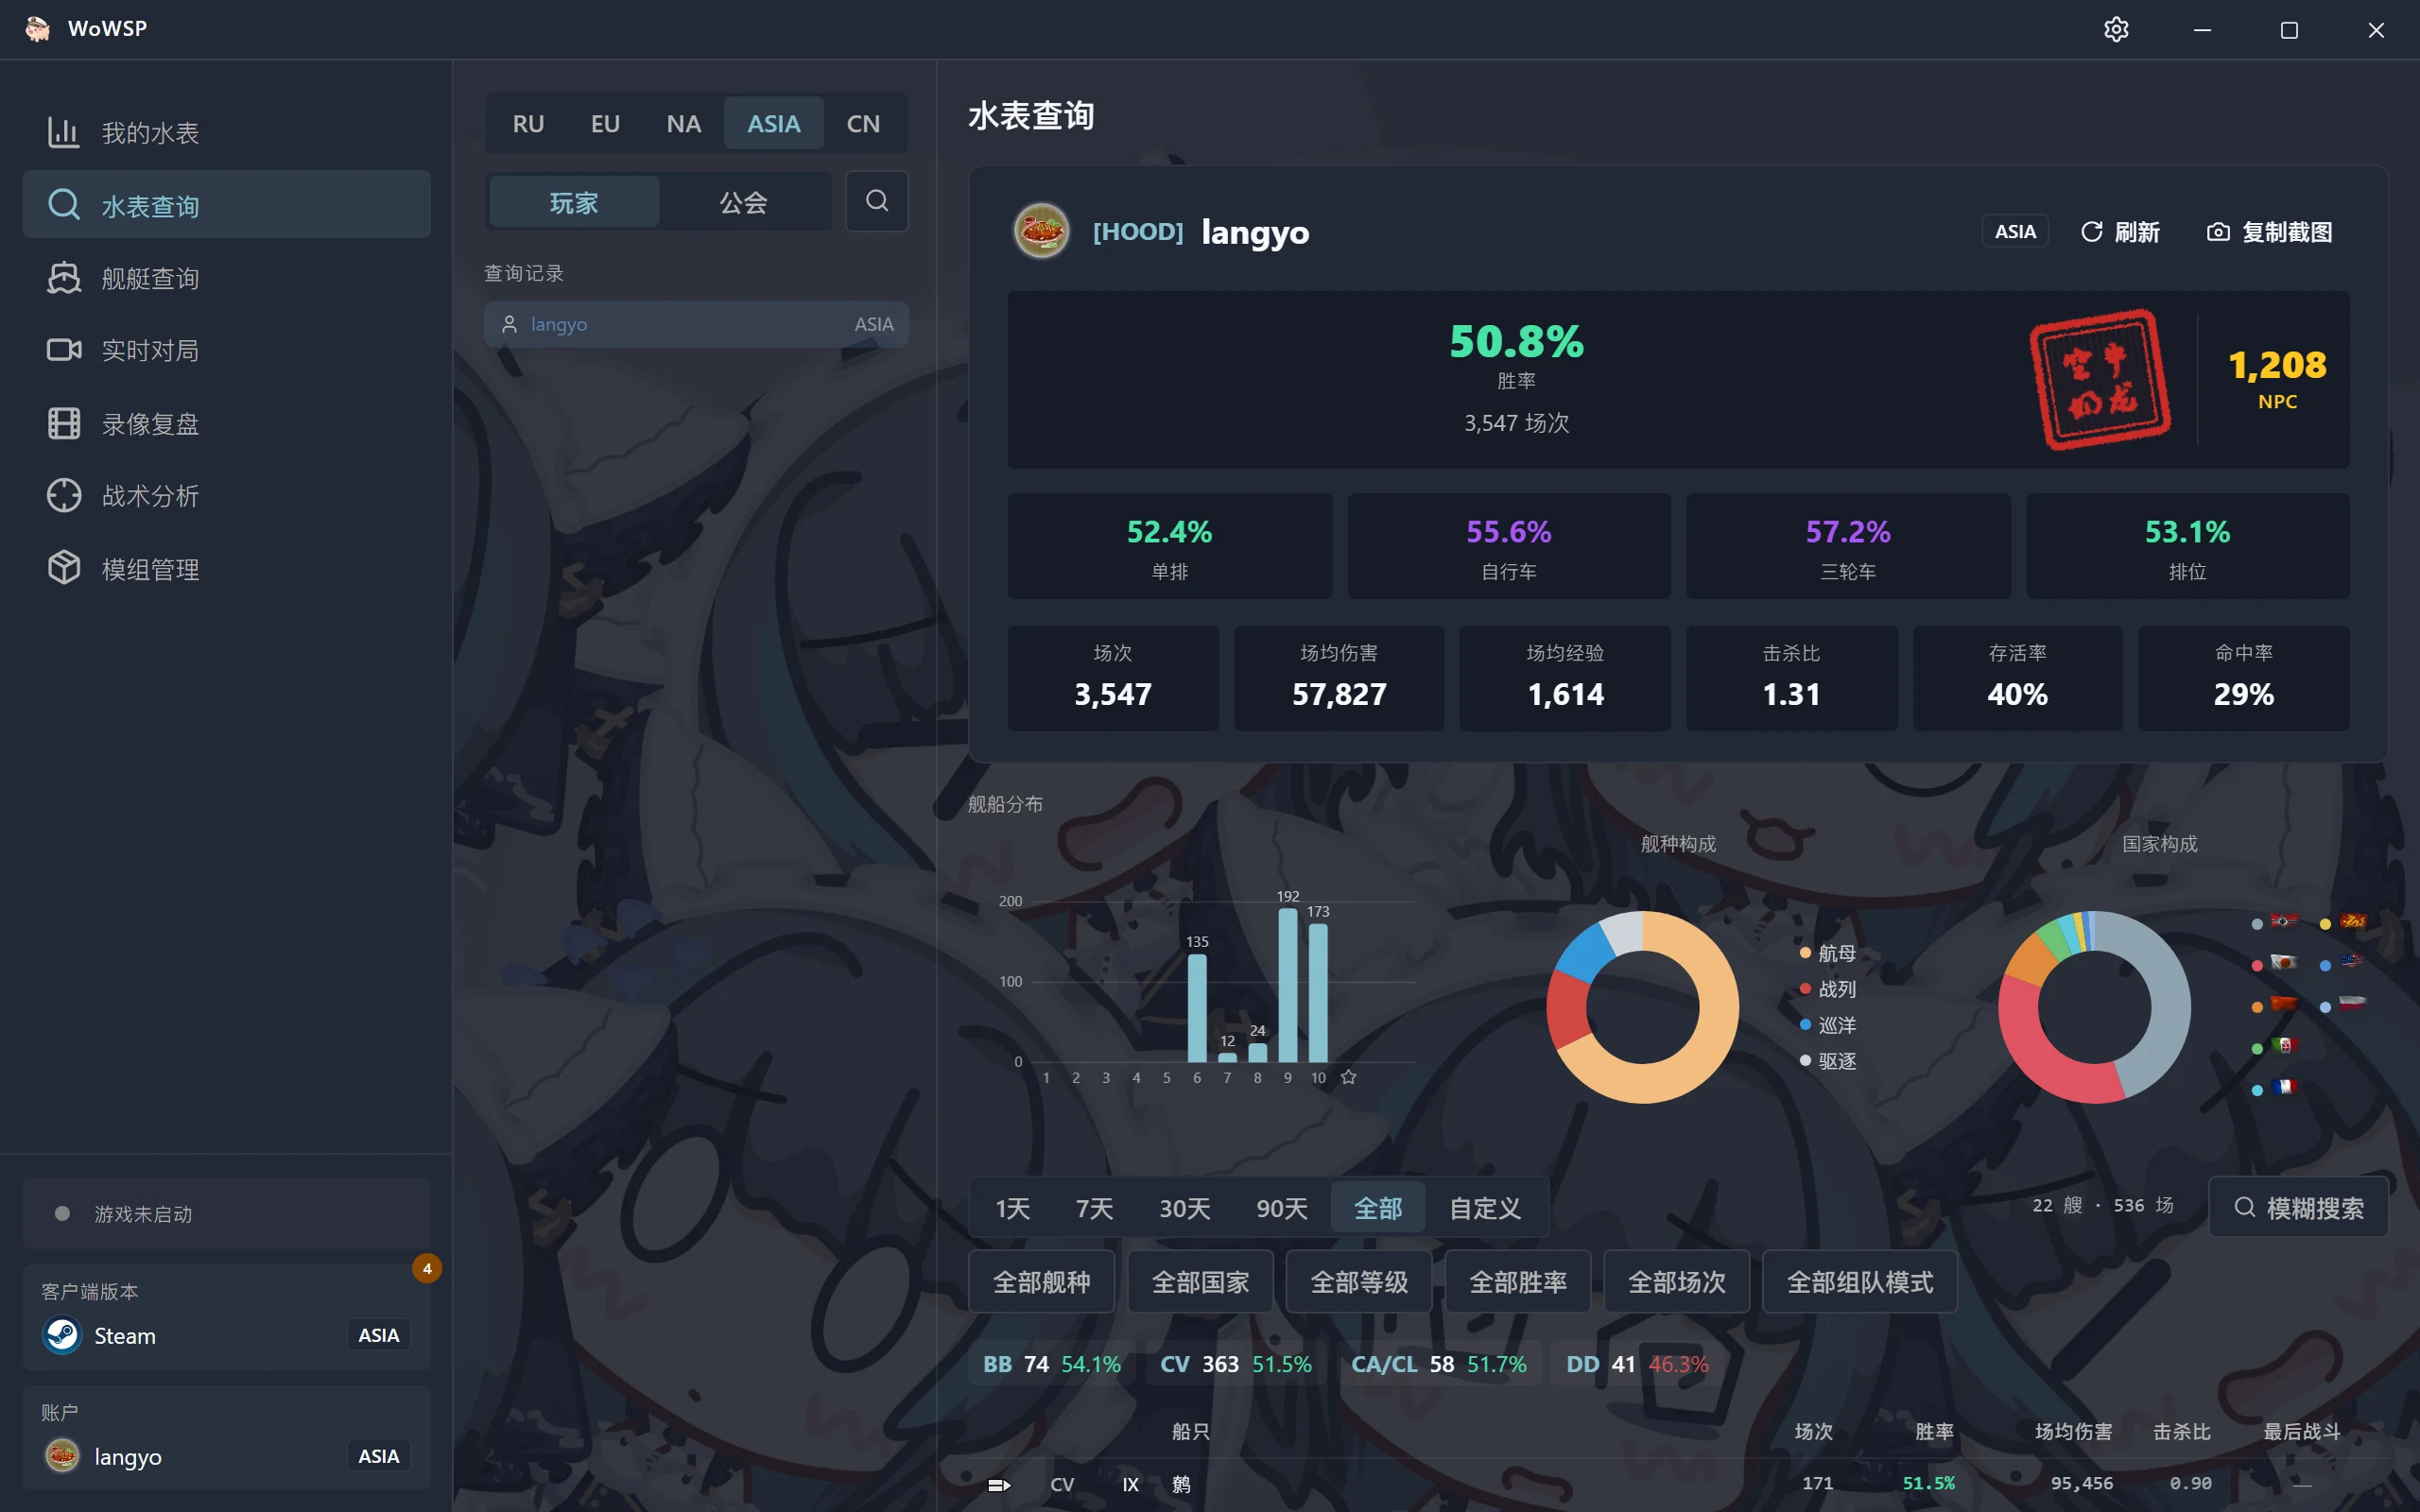 WoWSP
我的水表
水表查询
舰艇查询
实时对局
录像复盘
战术分析
模组管理
游戏未启动
4
客户端版本
Steam ASIA
账户
langyo ASIA
RU EU NA ASIA CN
玩家 公会
查询记录
langyo ASIA
水表查询
[HOOD] langyo ASIA 刷新 复制截图
50.8%
胜率
3,547 场次
空中
奶龙
1,208
NPC
52.4% 55.6% 57.2% 53.1%
单排 自行车 三轮车 排位
场次 场均伤害 场均经验 击杀比 存活率 命中率
3,547 57,827 1,614 1.31 40% 29%
舰船分布
200
100
0
135 12 24 192 173
1 2 3 4 5 6 7 8 9 10
舰种构成
航母
战列
巡洋
驱逐
国家构成
1天 7天 30天 90天 全部 自定义
22 艘 · 536 场
模糊搜索
全部舰种 全部国家 全部等级 全部胜率 全部场次 全部组队模式
BB 74 54.1% CV 363 51.5% CA/CL 58 51.7% DD 41 46.3%
船只 场次 胜率 场均伤害 击杀比 最后战斗
CV IX 鹩 171 51.5% 95,456 0.90 —